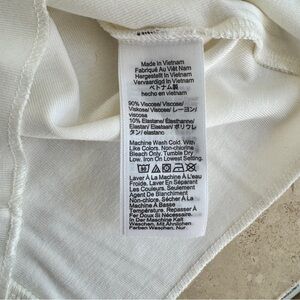 Made in Vietnam
Fabriqué Au Viêt Nam
Hergestellt in Vietnam
Vervaardigd in Vietnam
ベトナム製
hecho en vietnam
90% Viscose/Viscose/
Viskose/Viscose/レーヨン/
viscosa
10% Elastane/Élasthanne/
Elastan/Elastaan/ポリウレ
タン/elastano
Machine Wash Cold. With
Like Colors. Non-chlorine
Bleach Only. Tumble Dry
Low. Iron On Lowest Setting.
Laver À La Machine À L'eau
Froide. Laver En Séparant
Les Couleurs. Seulement
Agent De Blanchiment
Non Chloré. Sécher À La
Machine À Basse
Température. Repasser À
Fer Doux Si Nécessaire.
In Der Maschine Kalt
Waschen. Mit Ähnlichen
Farben Waschen. Nur